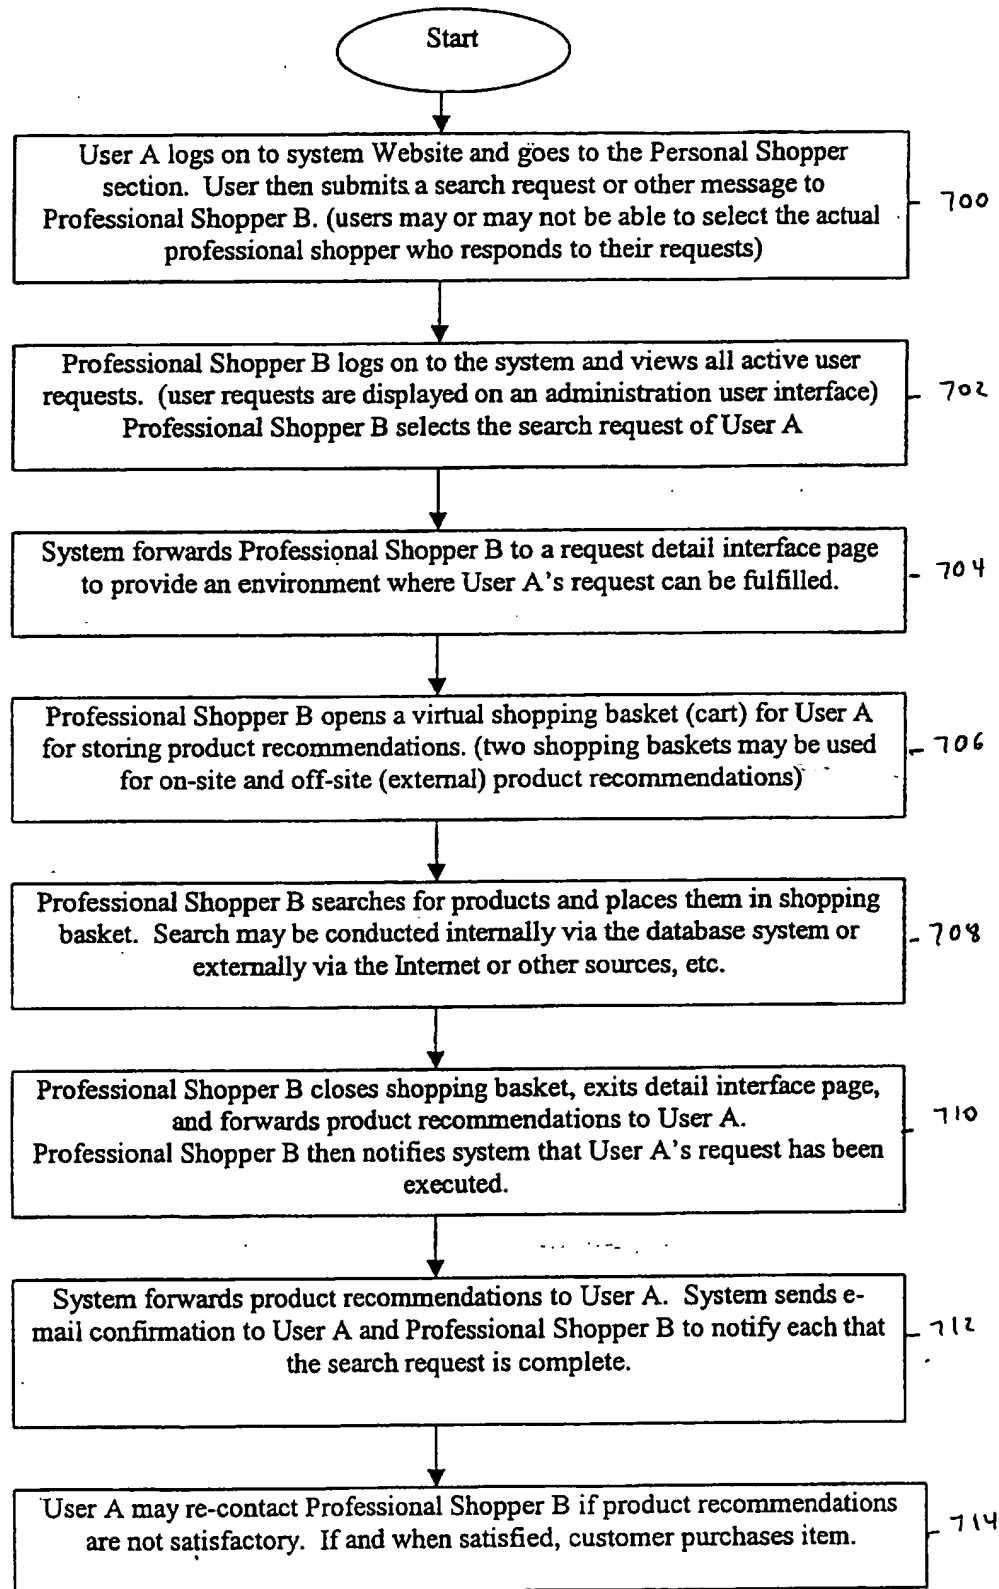 Start
User A logs on to system Website and goes to the Personal Shopper
section. User then submits a search request or other message to
Professional Shopper B. (users may or may not be able to select the actual
professional shopper who responds to their requests)
700
Professional Shopper B logs on to the system and views all active user
requests. (user requests are displayed on an administration user interface)
Professional Shopper B selects the search request of User A
702
System forwards Professional Shopper B to a request detail interface page
to provide an environment where User A's request can be fulfilled.
704
Professional Shopper B opens a virtual shopping basket (cart) for User A
for storing product recommendations. (two shopping baskets may be used
for on-site and off-site (external) product recommendations)
706
Professional Shopper B searches for products and places them in shopping
basket. Search may be conducted internally via the database system or
externally via the Internet or other sources, etc.
708
Professional Shopper B closes shopping basket, exits detail interface page,
and forwards product recommendations to User A.
Professional Shopper B then notifies system that User A's request has been
executed.
710
System forwards product recommendations to User A. System sends e-
mail confirmation to User A and Professional Shopper B to notify each that
the search request is complete.
712
User A may re-contact Professional Shopper B if product recommendations
are not satisfactory. If and when satisfied, customer purchases item.
714